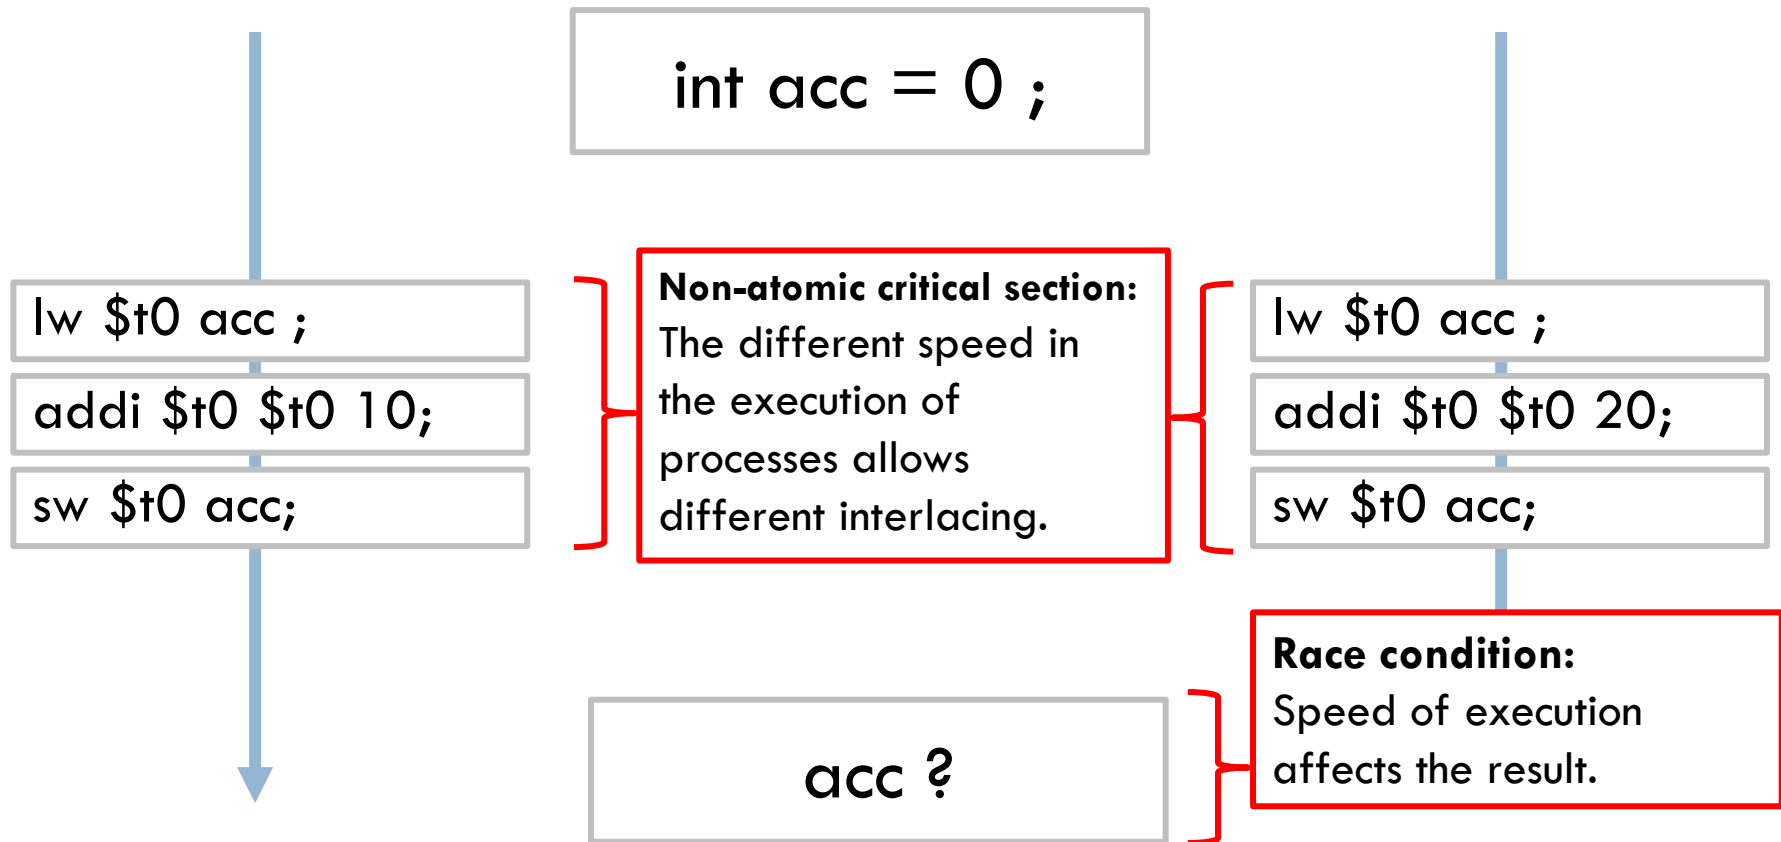 int acc = 0 ;
lw $t0 acc ;
addi $t0 $t0 10;
sw $t0 acc;
Non-atomic critical section:
The different speed in
the execution of
processes allows
different interlacing.
lw $t0 acc ;
addi $t0 $t0 20;
sw $t0 acc;
Race condition:
Speed of execution
affects the result.
acc ?